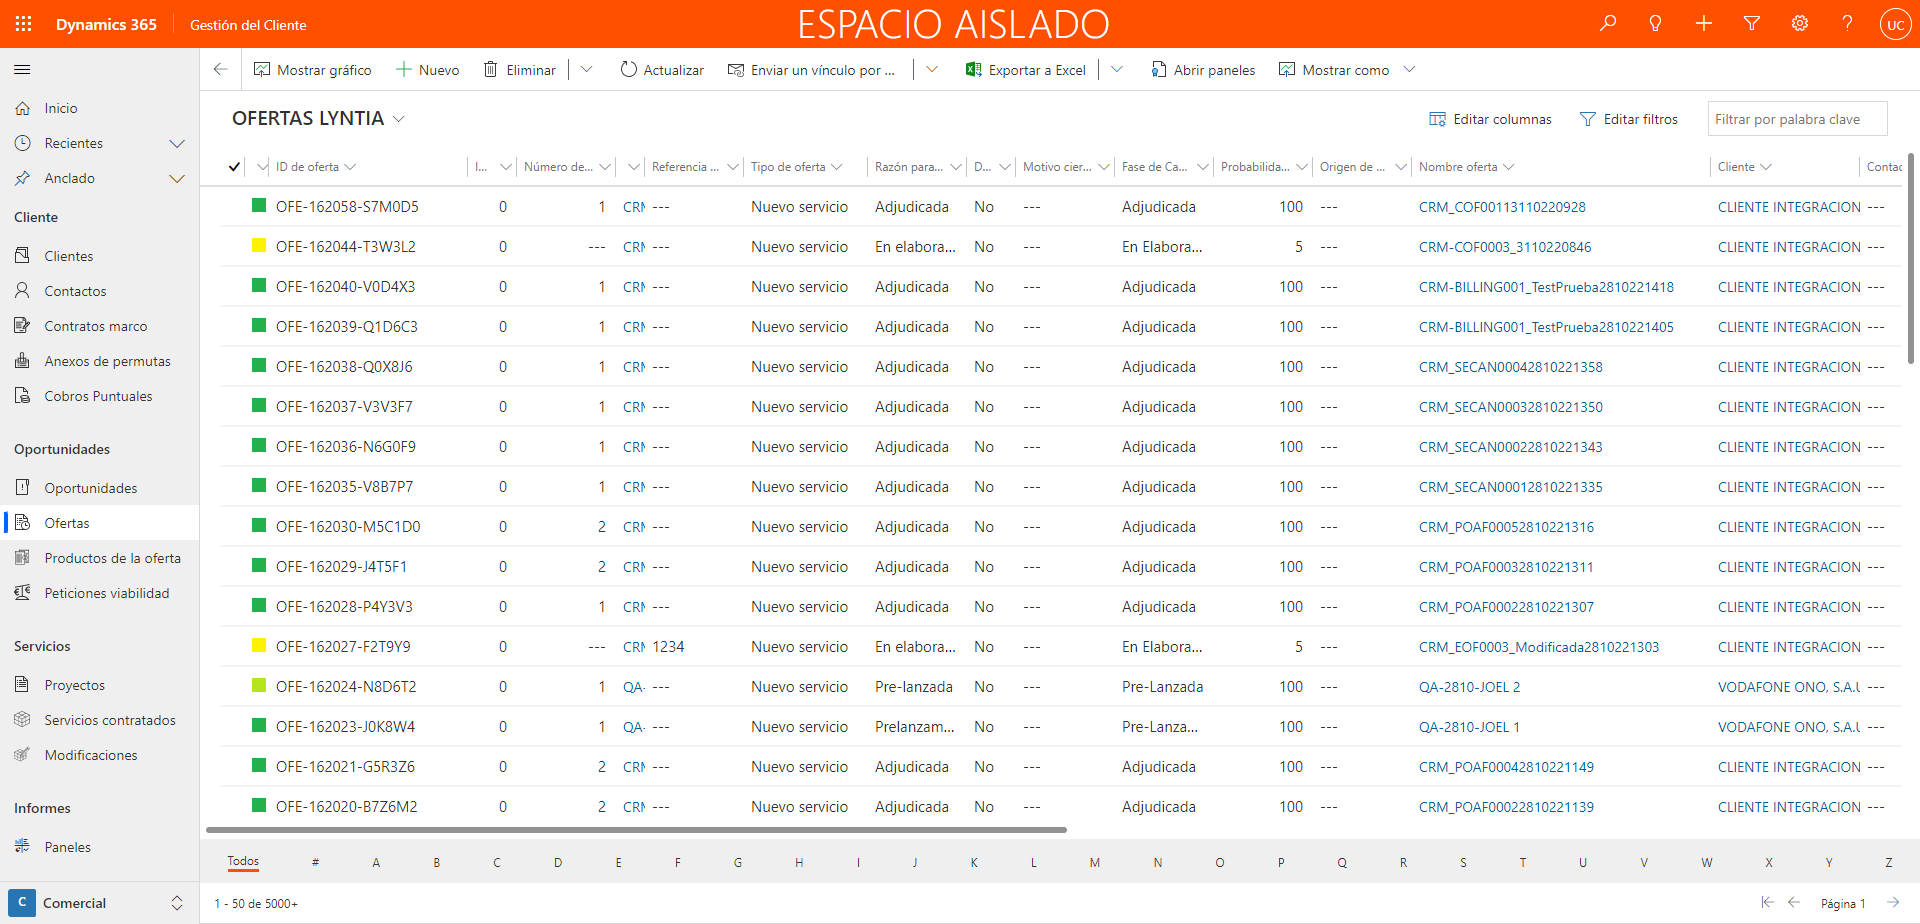 Dynamics 365 Gestión del Cliente ESPACIO AISLADO UC
Mostrar gráfico Nuevo Eliminar Actualizar Enviar un vínculo por ... Exportar a Excel Abrir paneles Mostrar como
Inicio
Recientes
Anclado
Cliente
Clientes
Contactos
Contratos marco
Anexos de permutas
Cobros Puntuales
Oportunidades
Oportunidades
Ofertas
Productos de la oferta
Peticiones viabilidad
Servicios
Proyectos
Servicios contratados
Modificaciones
Informes
Paneles
C Comercial
OFERTAS LYNTIA Editar columnas Editar filtros Filtrar por palabra clave
ID de oferta I... Número de... Referencia ... Tipo de oferta Razón para... D... Motivo cier... Fase de Ca... Probabilida... Origen de ... Nombre oferta Cliente Contac
OFE-162058-S7M0D5 0 1 CRM --- Nuevo servicio Adjudicada No --- Adjudicada 100 --- CRM_COF00113110220928 CLIENTE INTEGRACION ---
OFE-162044-T3W3L2 0 --- CRM --- Nuevo servicio En elabora... No --- En Elabora... 5 --- CRM-COF0003_3110220846 CLIENTE INTEGRACION ---
OFE-162040-V0D4X3 0 1 CRM --- Nuevo servicio Adjudicada No --- Adjudicada 100 --- CRM-BILLING001_TestPrueba2810221418 CLIENTE INTEGRACION ---
OFE-162039-Q1D6C3 0 1 CRM --- Nuevo servicio Adjudicada No --- Adjudicada 100 --- CRM-BILLING001_TestPrueba2810221405 CLIENTE INTEGRACION ---
OFE-162038-Q0X8J6 0 1 CRM --- Nuevo servicio Adjudicada No --- Adjudicada 100 --- CRM_SECAN00042810221358 CLIENTE INTEGRACION ---
OFE-162037-V3V3F7 0 1 CRM --- Nuevo servicio Adjudicada No --- Adjudicada 100 --- CRM_SECAN00032810221350 CLIENTE INTEGRACION ---
OFE-162036-N6G0F9 0 1 CRM --- Nuevo servicio Adjudicada No --- Adjudicada 100 --- CRM_SECAN00022810221343 CLIENTE INTEGRACION ---
OFE-162035-V8B7P7 0 1 CRM --- Nuevo servicio Adjudicada No --- Adjudicada 100 --- CRM_SECAN00012810221335 CLIENTE INTEGRACION ---
OFE-162030-M5C1D0 0 2 CRM --- Nuevo servicio Adjudicada No --- Adjudicada 100 --- CRM_POAF00052810221316 CLIENTE INTEGRACION ---
OFE-162029-J4T5F1 0 2 CRM --- Nuevo servicio Adjudicada No --- Adjudicada 100 --- CRM_POAF00032810221311 CLIENTE INTEGRACION ---
OFE-162028-P4Y3V3 0 1 CRM --- Nuevo servicio Adjudicada No --- Adjudicada 100 --- CRM_POAF00022810221307 CLIENTE INTEGRACION ---
OFE-162027-F2T9Y9 0 --- CRM 1234 Nuevo servicio En elabora... No --- En Elabora... 5 --- CRM_EOF0003_Modificada2810221303 CLIENTE INTEGRACION ---
OFE-162024-N8D6T2 0 1 QA- --- Nuevo servicio Pre-lanzada No --- Pre-Lanzada 100 --- QA-2810-JOEL 2 VODAFONE ONO, S.A.U ---
OFE-162023-J0K8W4 0 1 QA- --- Nuevo servicio Prelanzam... No --- Pre-Lanza... 100 --- QA-2810-JOEL 1 VODAFONE ONO, S.A.U ---
OFE-162021-G5R3Z6 0 2 CRM --- Nuevo servicio Adjudicada No --- Adjudicada 100 --- CRM_POAF00042810221149 CLIENTE INTEGRACION ---
OFE-162020-B7Z6M2 0 2 CRM --- Nuevo servicio Adjudicada No --- Adjudicada 100 --- CRM_POAF00022810221139 CLIENTE INTEGRACION ---
Todos # A B C D E F G H I J K L M N O P Q R S T U V W X Y Z
1 - 50 de 5000+ Página 1